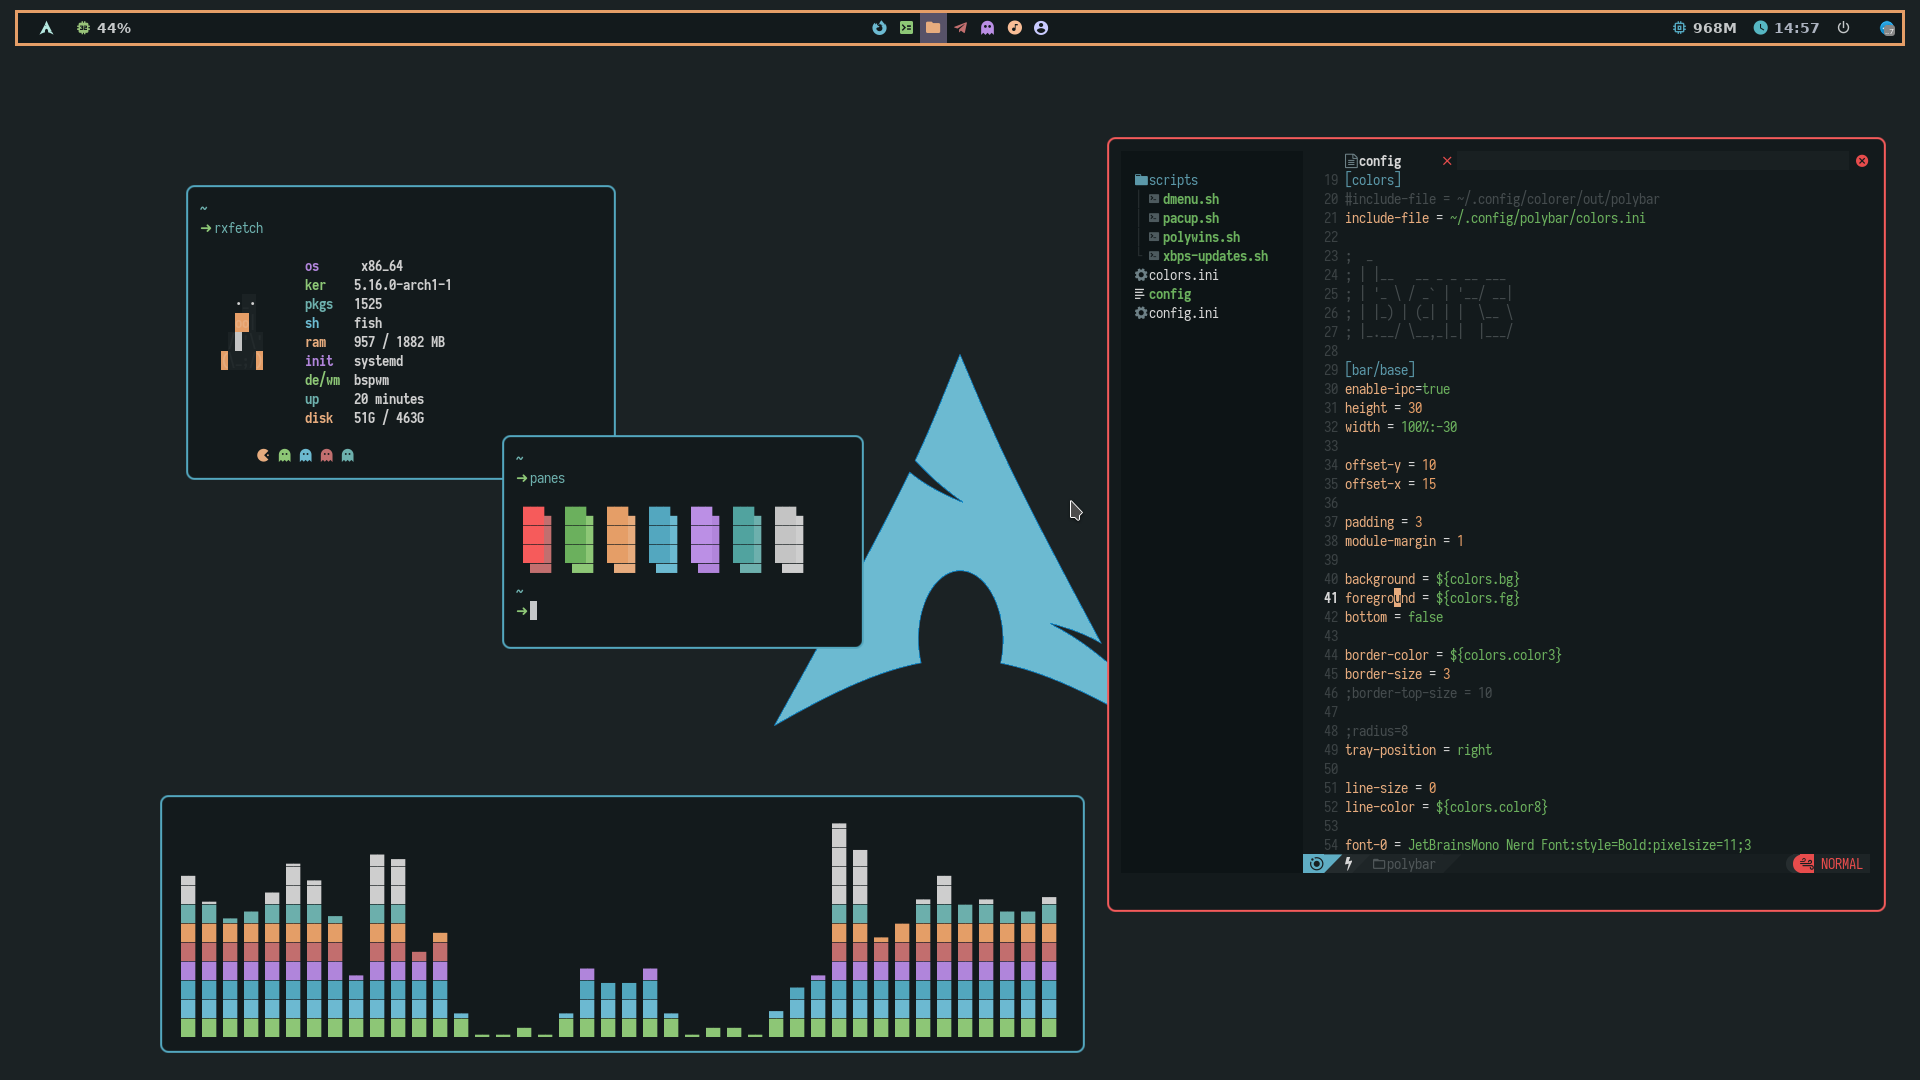 44%
968M
14:57
~
➜ rxfetch
os x86_64
ker 5.16.0-arch1-1
pkgs 1525
sh fish
ram 957 / 1882 MB
init systemd
de/wm bspwm
up 20 minutes
disk 51G / 463G
~
➜ panes
~
➜
scripts
dmenu.sh
pacup.sh
polywins.sh
xbps-updates.sh
colors.ini
config
config.ini
config ×
19 [colors]
20 #include-file = ~/.config/colorer/out/polybar
21 include-file = ~/.config/polybar/colors.ini
22
23 ;  _
24 ; | |__   __ _ _ __ ___
25 ; | '_ \ / _` | '__/ __|
26 ; | |_) | (_| | |  \__ \
27 ; |_.__/ \__,_|_|  |___/
28
29 [bar/base]
30 enable-ipc=true
31 height = 30
32 width = 100%:-30
33
34 offset-y = 10
35 offset-x = 15
36
37 padding = 3
38 module-margin = 1
39
40 background = ${colors.bg}
41 foreground = ${colors.fg}
42 bottom = false
43
44 border-color = ${colors.color3}
45 border-size = 3
46 ;border-top-size = 10
47
48 ;radius=8
49 tray-position = right
50
51 line-size = 0
52 line-color = ${colors.color8}
53
54 font-0 = JetBrainsMono Nerd Font:style=Bold:pixelsize=11;3
polybar
NORMAL